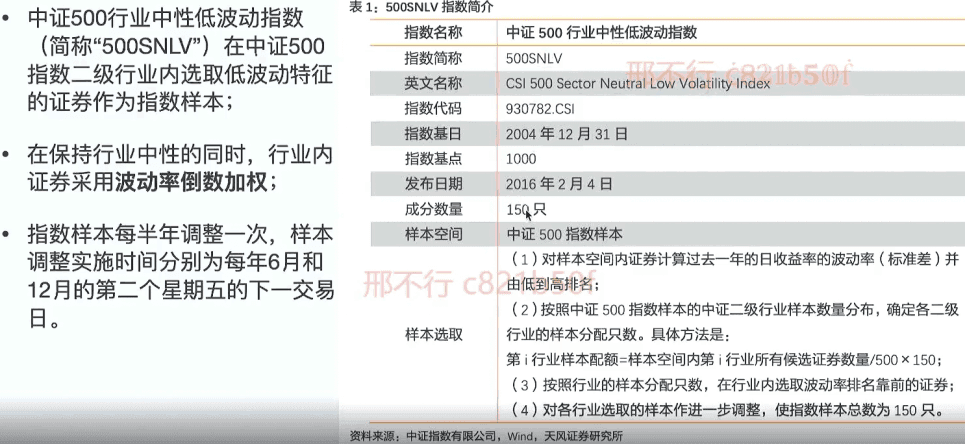 • 中证500行业中性低波动指数
（简称“500SNLV”）在中证500
指数二级行业内选取低波动特征
的证券作为指数样本；
• 在保持行业中性的同时，行业内
证券采用波动率倒数加权；
• 指数样本每半年调整一次，样本
调整实施时间分别为每年6月和
12月的第二个星期五的下一交易
日。
表 1：500SNLV 指数简介
指数名称 中证 500 行业中性低波动指数
指数简称 500SNLV
英文名称 CSI 500 Sector Neutral Low Volatility Index
指数代码 930782.CSI
指数基日 2004 年 12 月 31 日
指数基点 1000
发布日期 2016 年 2 月 4 日
成分数量 150 只
样本空间 中证 500 指数样本
样本选取
（1）对样本空间内证券计算过去一年的日收益率的波动率（标准差）并
由低到高排名；
（2）按照中证 500 指数样本的中证二级行业样本数量分布，确定各二级
行业的样本分配只数。具体方法是：
第 i 行业样本配额=样本空间内第 i 行业所有候选证券数量/500×150；
（3）按照行业的样本分配只数，在行业内选取波动率排名靠前的证券；
（4）对各行业选取的样本作进一步调整，使指数样本总数为 150 只。
资料来源：中证指数有限公司，Wind，天风证券研究所
邢不行 c821b50f
邢不行 c821b50f